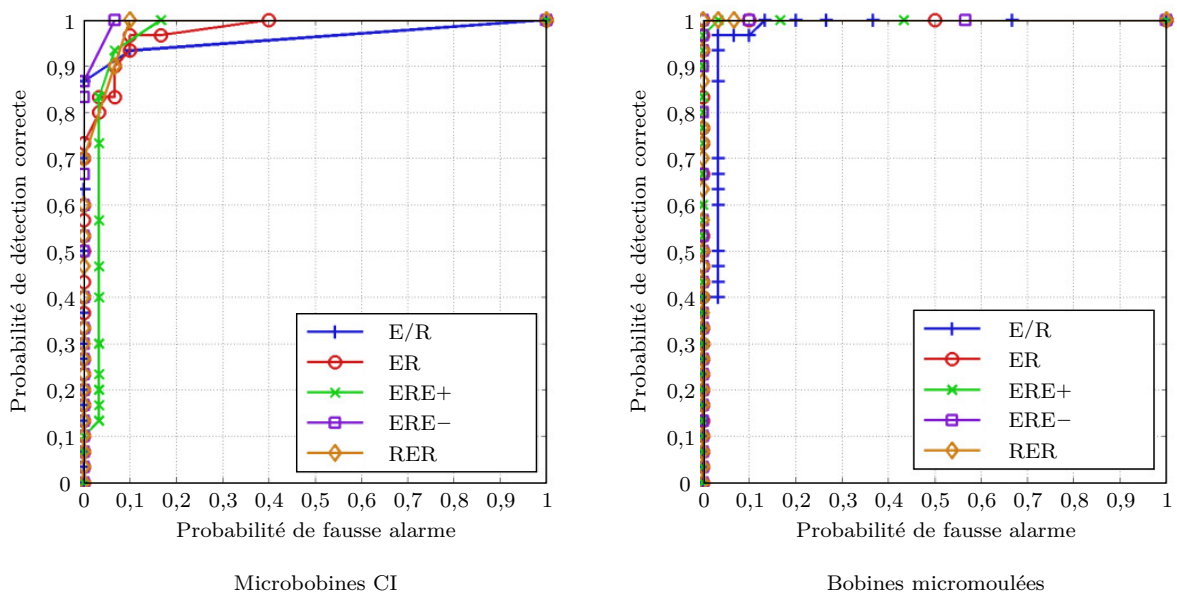 Probabilité de détection correcte
1
0,9
0,8
0,7
0,6
0,5
0,4
0,3
0,2
0,1
0
0 0,1 0,2 0,3 0,4 0,5 0,6 0,7 0,8 0,9 1
Probabilité de fausse alarme
E/R
ER
ERE+
ERE−
RER
Microbobines CI
Probabilité de détection correcte
1
0,9
0,8
0,7
0,6
0,5
0,4
0,3
0,2
0,1
0
0 0,1 0,2 0,3 0,4 0,5 0,6 0,7 0,8 0,9 1
Probabilité de fausse alarme
E/R
ER
ERE+
ERE−
RER
Bobines micromoulées